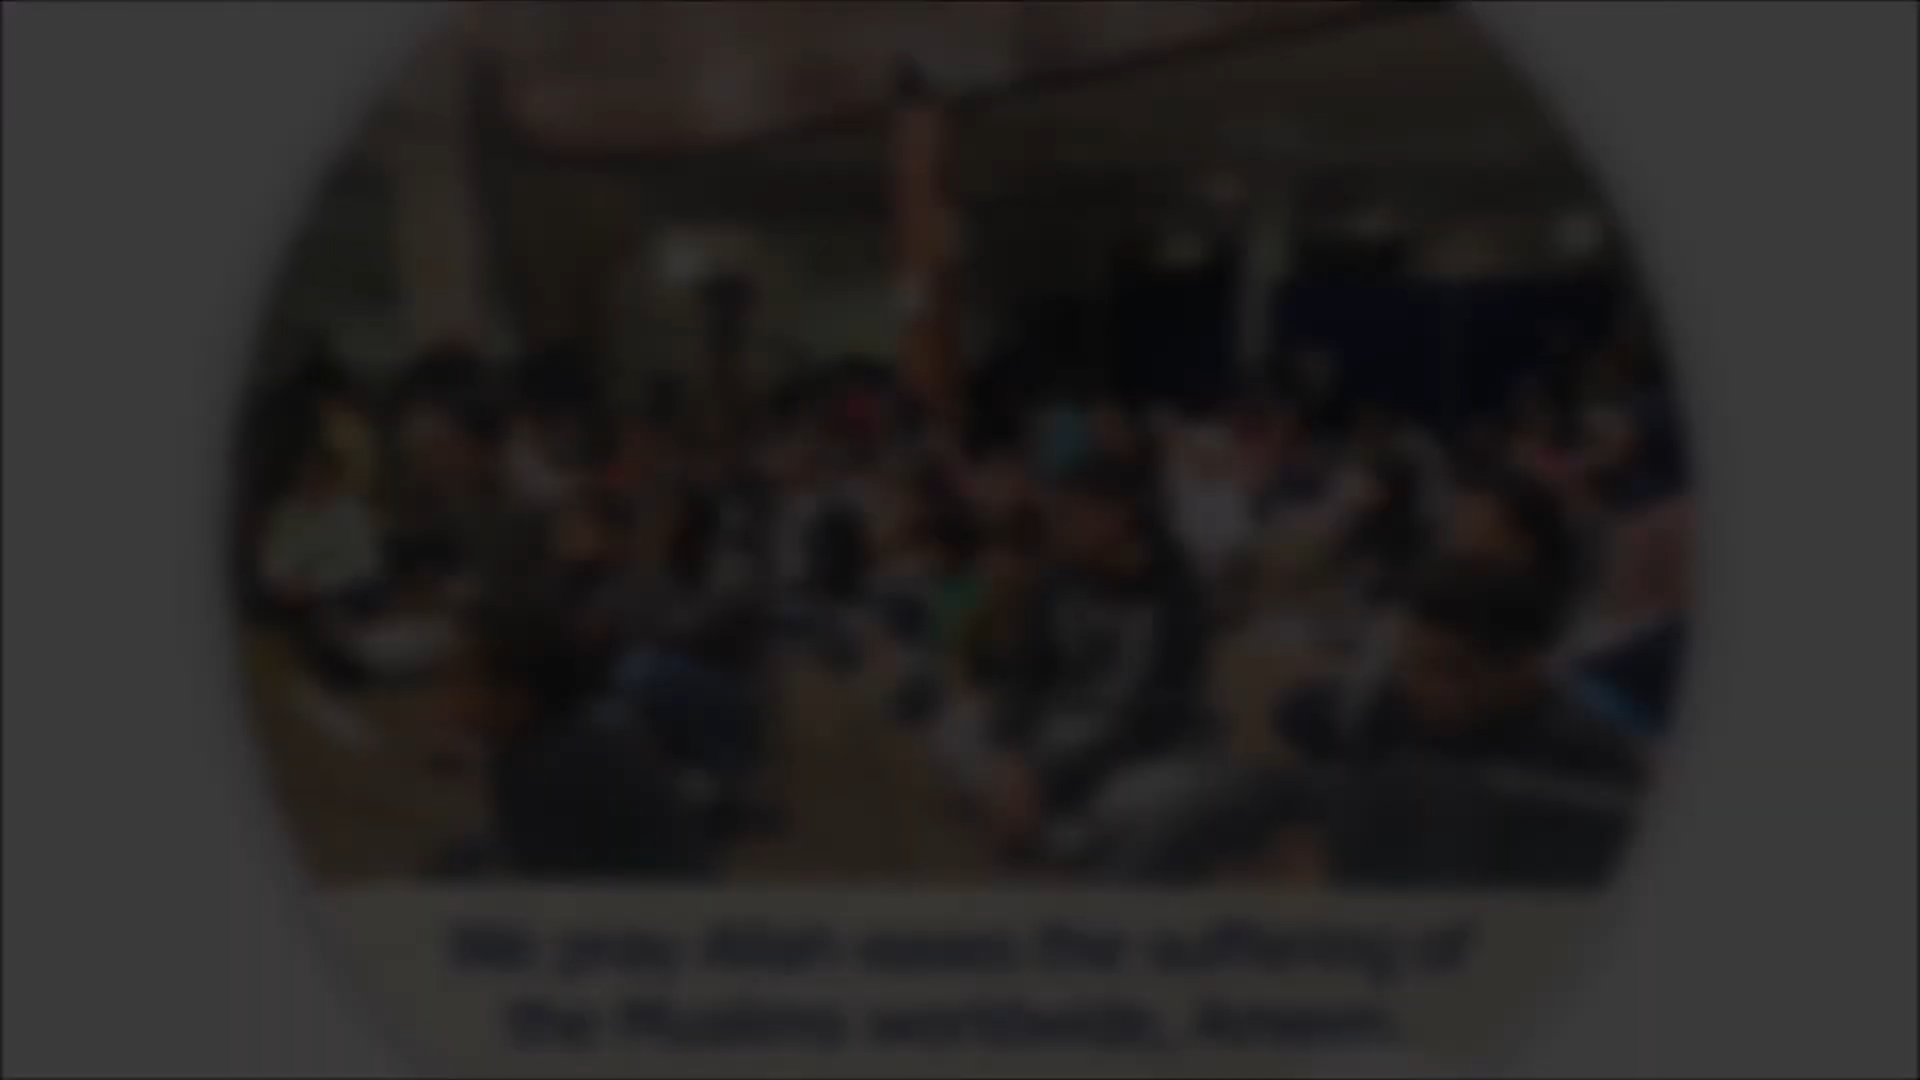 We pray Allah eases the suffering of
the Muslims worldwide, Ameen.